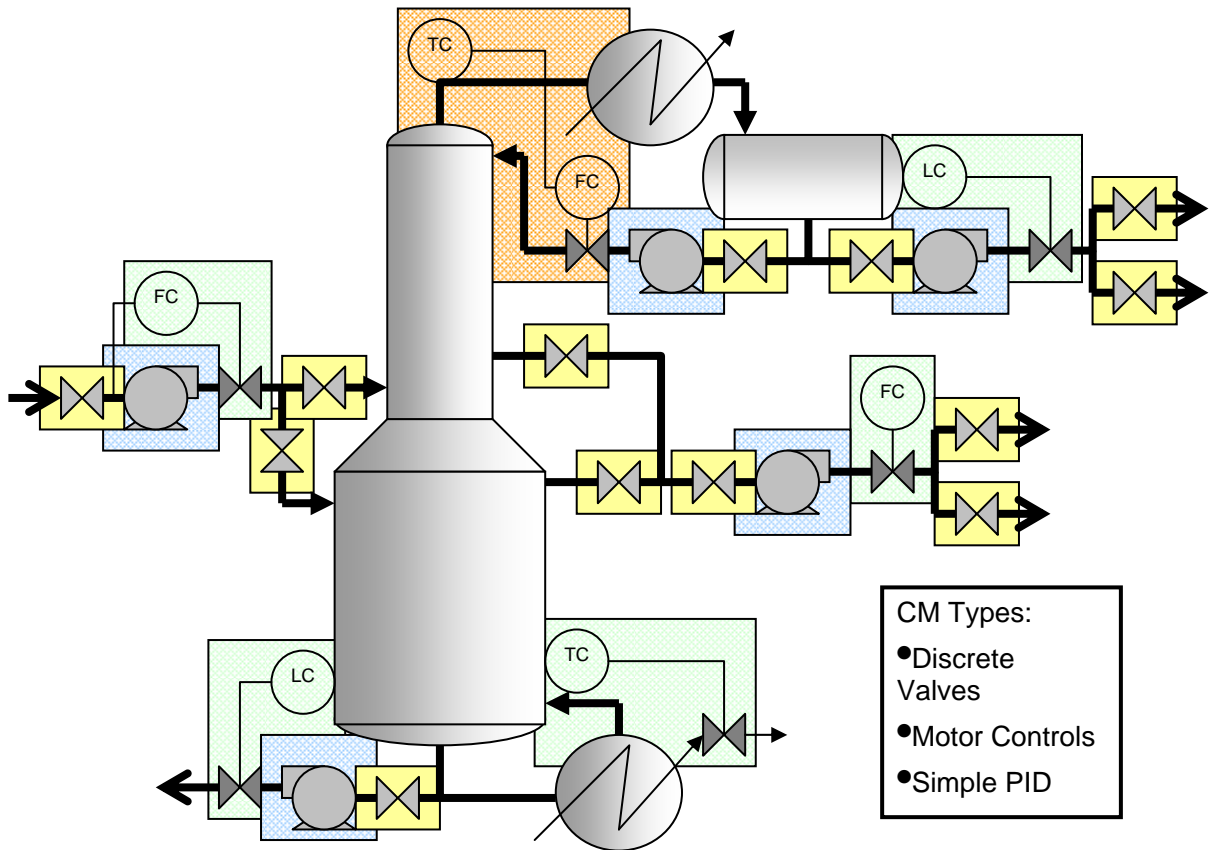 TC
FC
LC
FC
FC
LC
TC
CM Types:
●Discrete
Valves
●Motor Controls
●Simple PID